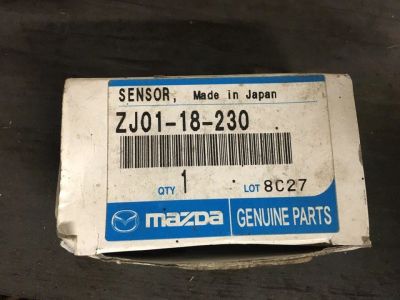 SENSOR, Made in Japan
ZJ01-18-230
QTY 1 LOT 8C27
mazda GENUINE PARTS